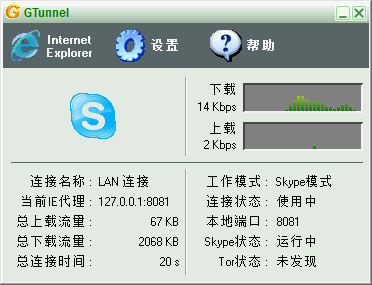 GTunnel
Internet Explorer
设置
帮助
下载
14 Kbps
上载
2 Kbps
连接名称： LAN 连接
当前IE代理： 127.0.0.1:8081
总上载流量： 67 KB
总下载流量： 2068 KB
总连接时间： 20 s
工作模式： Skype模式
连接状态： 使用中
本地端口： 8081
Skype状态： 运行中
Tor状态： 未发现